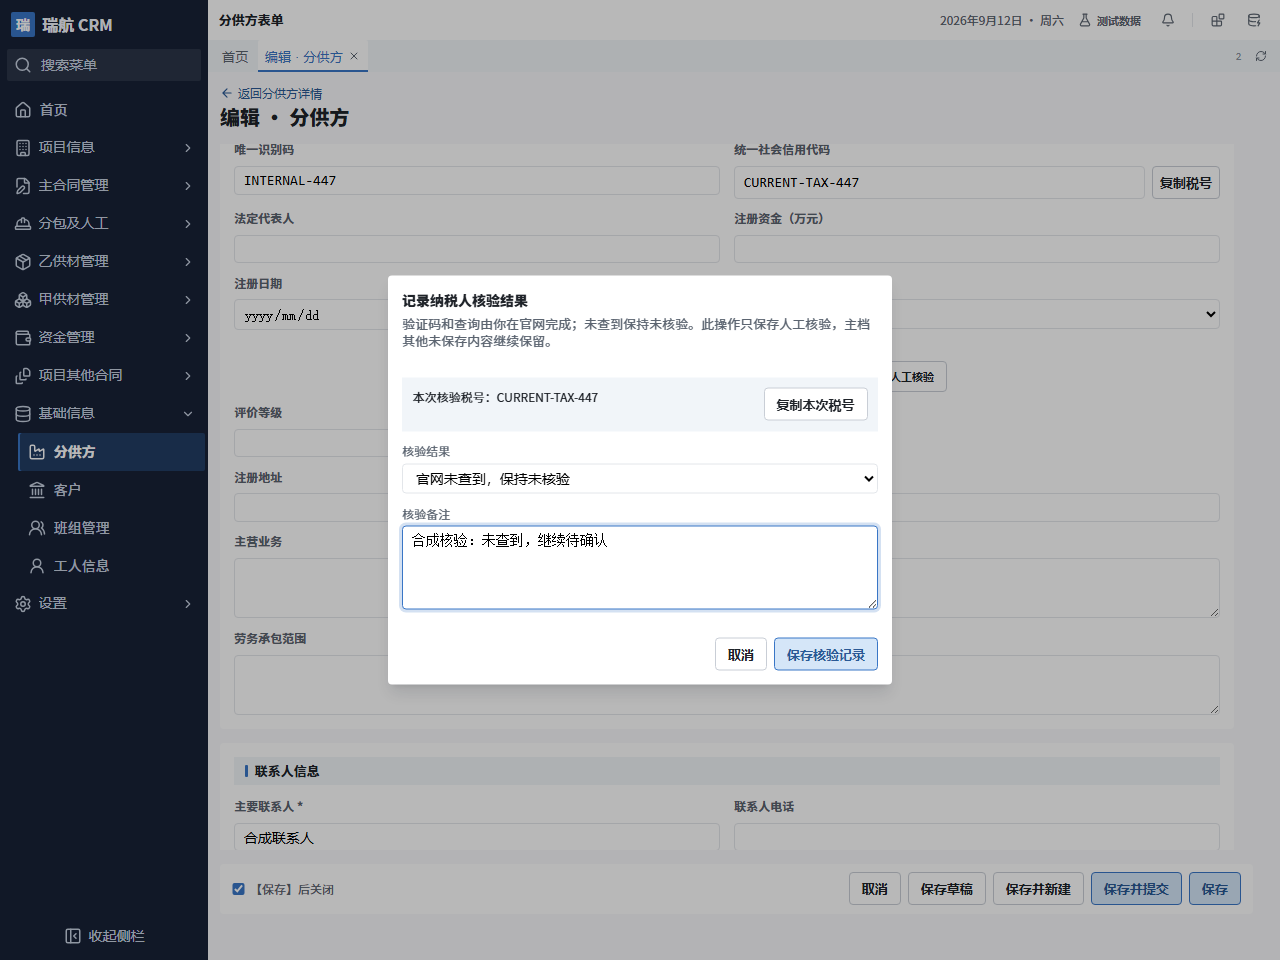 瑞 瑞航 CRM
搜索菜单
首页
项目信息
主合同管理
分包及人工
乙供材管理
甲供材管理
资金管理
项目其他合同
基础信息
分供方
客户
班组管理
工人信息
设置
收起侧栏
分供方表单
2026年9月12日 · 周六 测试数据
首页 编辑 · 分供方
2
返回分供方详情
编辑 · 分供方
唯一识别码 统一社会信用代码
INTERNAL-447 CURRENT-TAX-447 复制税号
法定代表人 注册资金（万元）
注册日期
yyyy/mm/dd
人工核验
评价等级
注册地址
主营业务
劳务承包范围
记录纳税人核验结果
验证码和查询由你在官网完成；未查到保持未核验。此操作只保存人工核验，主档
其他未保存内容继续保留。
本次核验税号：CURRENT-TAX-447 复制本次税号
核验结果
官网未查到，保持未核验
核验备注
合成核验：未查到，继续待确认
取消 保存核验记录
联系人信息
主要联系人 * 联系人电话
合成联系人
【保存】后关闭
取消 保存草稿 保存并新建 保存并提交 保存